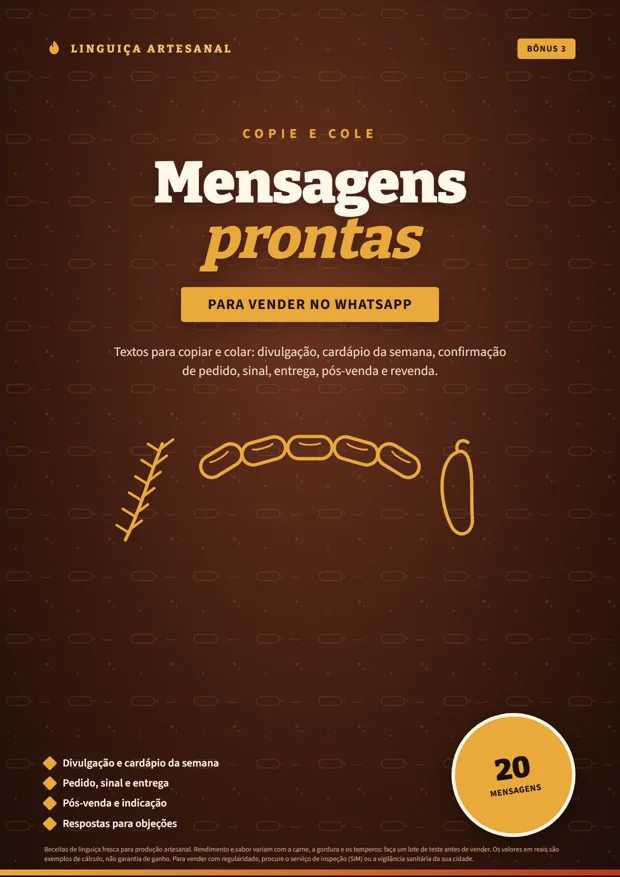 LINGUIÇA ARTESANAL
BÔNUS 3
COPIE E COLE
Mensagens
prontas
PARA VENDER NO WHATSAPP
Textos para copiar e colar: divulgação, cardápio da semana, confirmação
de pedido, sinal, entrega, pós-venda e revenda.
Divulgação e cardápio da semana
Pedido, sinal e entrega
Pós-venda e indicação
Respostas para objeções
20
MENSAGENS
Receitas de linguiça fresca para produção artesanal. Rendimento e sabor variam com a carne, a gordura e os temperos: faça um lote de teste antes de vender. Os valores em reais são
exemplos de cálculo, não garantia de ganho. Para vender com regularidade, procure o serviço de inspeção (SIM) ou a vigilância sanitária da sua cidade.